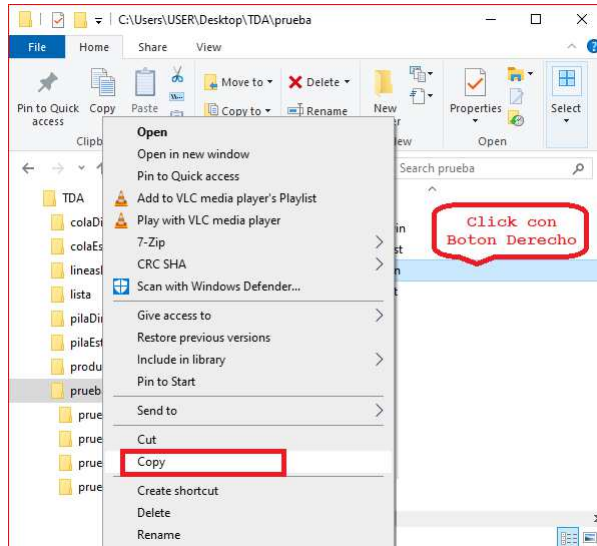 C:\Users\USER\Desktop\TDA\prueba
File Home Share View
Pin to Quick access
Copy
Paste
Move to
Copy to
Delete
Rename
New
Properties
Select
Open
Search prueba
TDA
lista
Open
Open in new window
Pin to Quick access
Add to VLC media player's Playlist
Play with VLC media player
7-Zip
CRC SHA
Scan with Windows Defender...
Give access to
Restore previous versions
Include in library
Pin to Start
Send to
Cut
Copy
Create shortcut
Delete
Rename
Click con
Boton Derecho